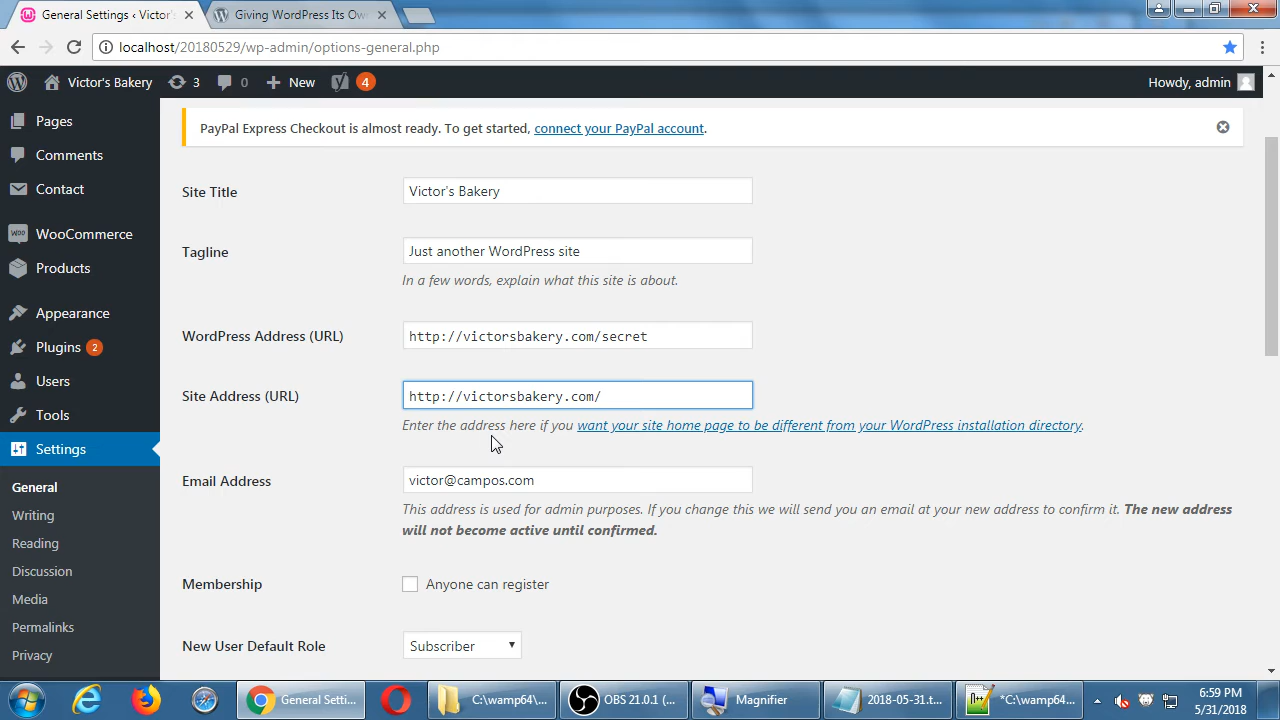 General Settings ‹ Victor's
Giving WordPress Its Ow
localhost/20180529/wp-admin/options-general.php
Victor's Bakery
3
0
New
4
Howdy, admin
Pages
Comments
Contact
WooCommerce
Products
Appearance
Plugins 2
Users
Tools
Settings
General
Writing
Reading
Discussion
Media
Permalinks
Privacy
PayPal Express Checkout is almost ready. To get started, connect your PayPal account.
Site Title
Victor's Bakery
Tagline
Just another WordPress site
In a few words, explain what this site is about.
WordPress Address (URL)
http://victorsbakery.com/secret
Site Address (URL)
http://victorsbakery.com/
Enter the address here if you want your site home page to be different from your WordPress installation directory.
Email Address
victor@campos.com
This address is used for admin purposes. If you change this we will send you an email at your new address to confirm it. The new address
will not become active until confirmed.
Membership
Anyone can register
New User Default Role
Subscriber
General Setti...
C:\wamp64\...
OBS 21.0.1 (...
Magnifier
2018-05-31.t...
*C:\wamp64...
6:59 PM
5/31/2018